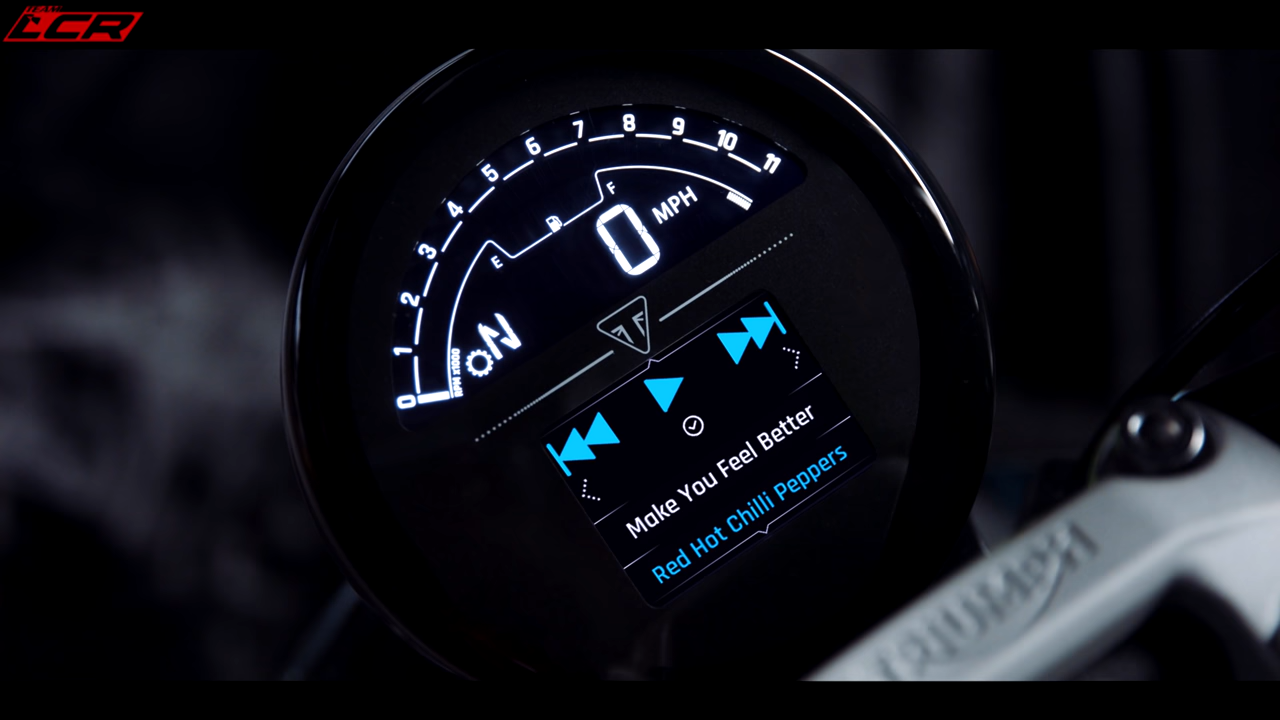 TEAM
LCR
0
1
2
3
4
5
6
7
8
9
10
11
RPM x1000
E
F
0 MPH
N
Make You Feel Better
Red Hot Chilli Peppers
TRIUMPH